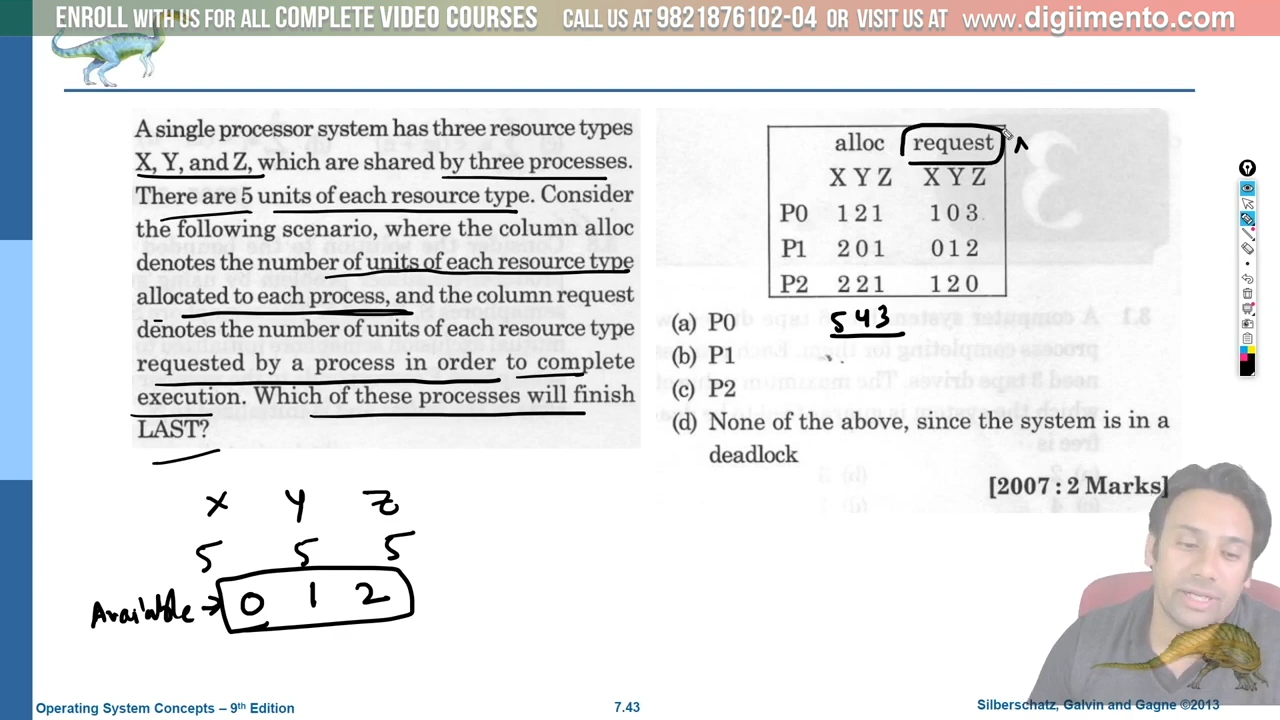 ENROLL WITH US FOR ALL COMPLETE VIDEO COURSES CALL US AT 9821876102-04 OR VISIT US AT www.digiimento.com
A single processor system has three resource types
X, Y, and Z, which are shared by three processes.
There are 5 units of each resource type. Consider
the following scenario, where the column alloc
denotes the number of units of each resource type
allocated to each process, and the column request
denotes the number of units of each resource type
requested by a process in order to complete
execution. Which of these processes will finish
LAST?
X Y Z
5 5 5
Available → 0 1 2
alloc request
X Y Z X Y Z
P0 1 2 1 1 0 3
P1 2 0 1 0 1 2
P2 2 2 1 1 2 0
5 4 3
(a) P0
(b) P1
(c) P2
(d) None of the above, since the system is in a
deadlock
[2007 : 2 Marks]
Operating System Concepts – 9th Edition
7.43
Silberschatz, Galvin and Gagne ©2013